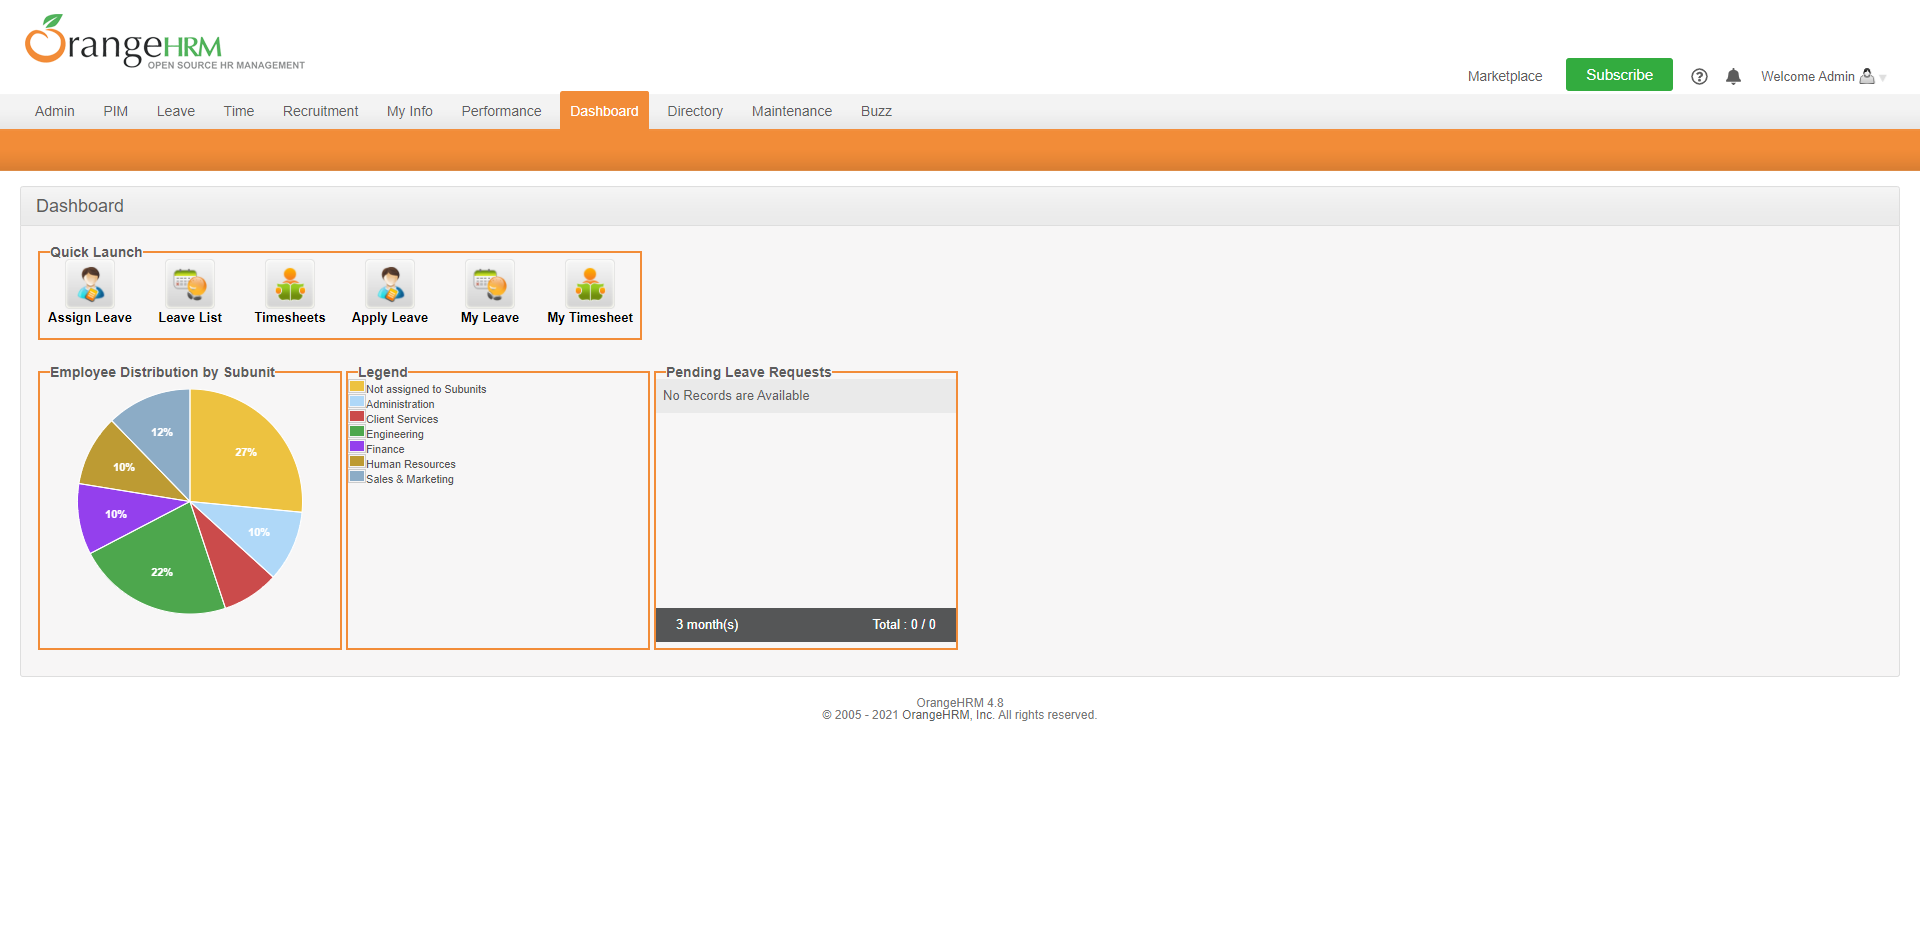 OrangeHRM
OPEN SOURCE HR MANAGEMENT
Marketplace
Subscribe
Welcome Admin
Admin
PIM
Leave
Time
Recruitment
My Info
Performance
Dashboard
Directory
Maintenance
Buzz
Dashboard
Quick Launch
Assign Leave
Leave List
Timesheets
Apply Leave
My Leave
My Timesheet
Employee Distribution by Subunit
12%
27%
10%
10%
10%
22%
Legend
Not assigned to Subunits
Administration
Client Services
Engineering
Finance
Human Resources
Sales & Marketing
Pending Leave Requests
No Records are Available
3 month(s)
Total : 0 / 0
OrangeHRM 4.8
© 2005 - 2021 OrangeHRM, Inc. All rights reserved.